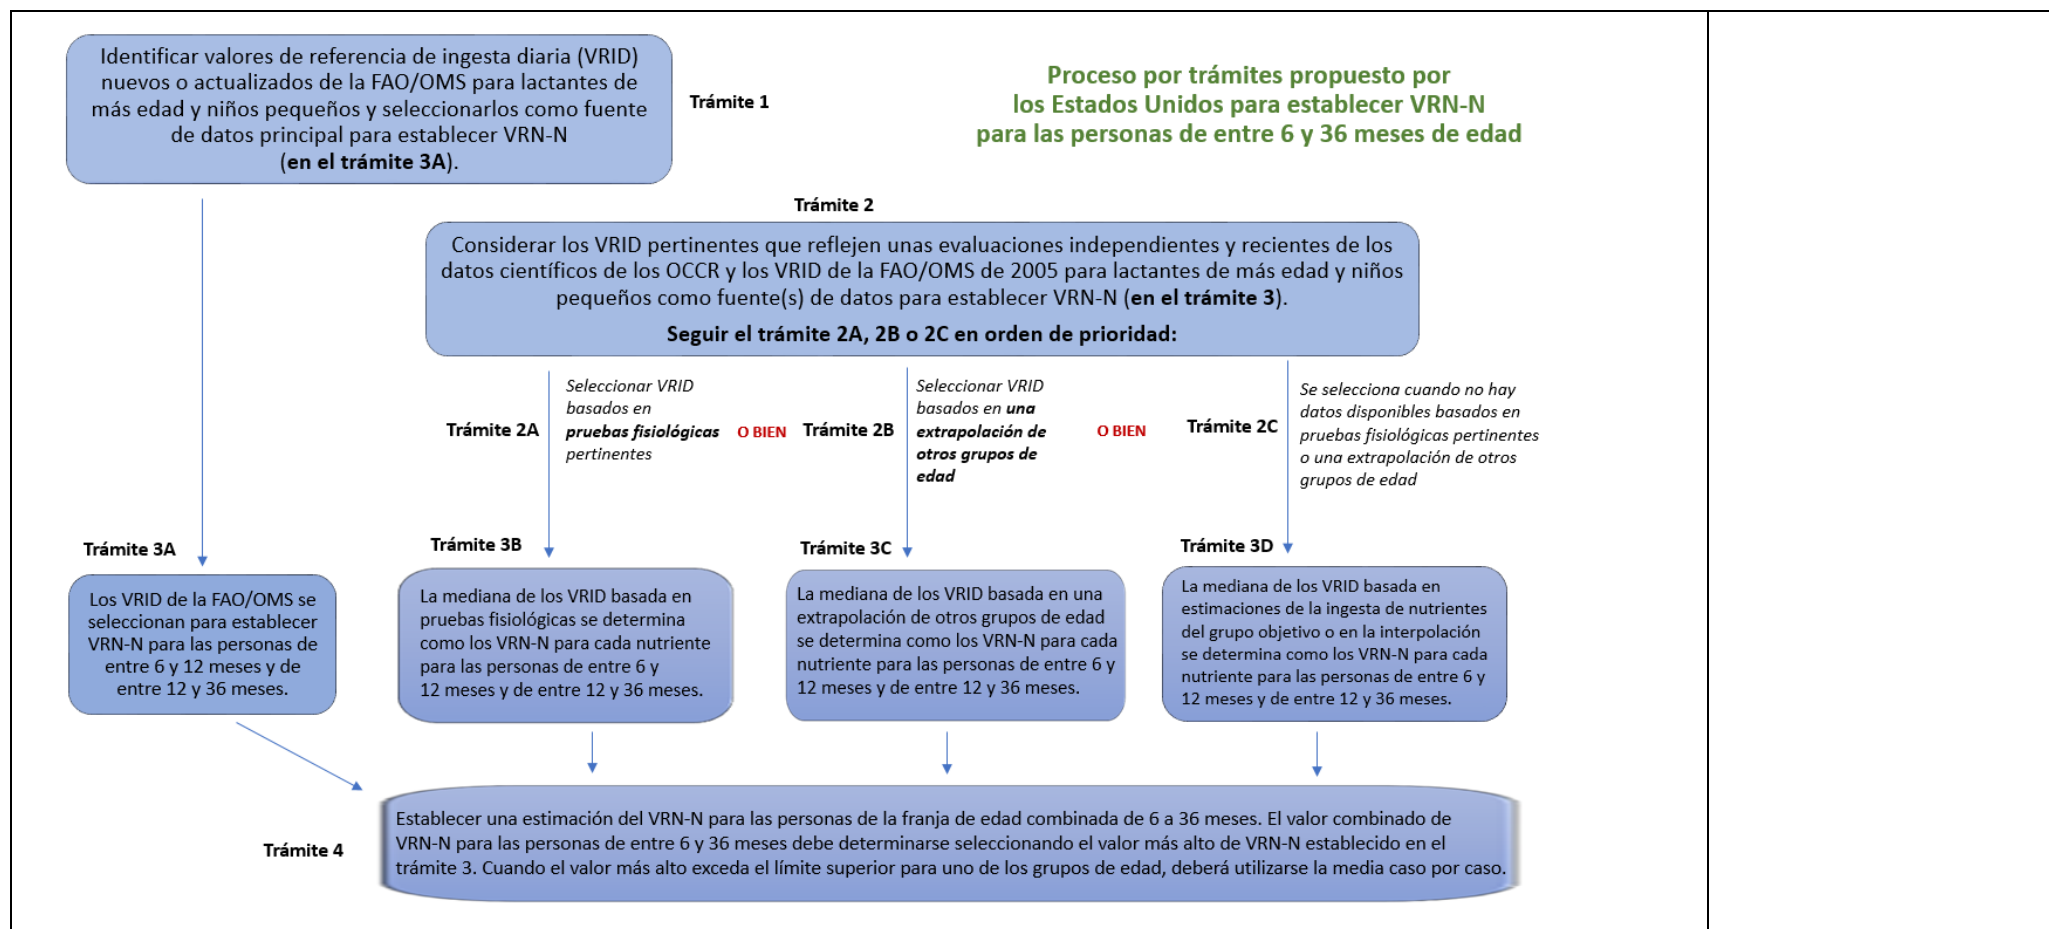 Identificar valores de referencia de ingesta diaria (VRID)
nuevos o actualizados de la FAO/OMS para lactantes de
más edad y niños pequeños y seleccionarlos como fuente
de datos principal para establecer VRN-N
(en el trámite 3A).
Trámite 1
Proceso por trámites propuesto por
los Estados Unidos para establecer VRN-N
para las personas de entre 6 y 36 meses de edad
Trámite 2
Considerar los VRID pertinentes que reflejen unas evaluaciones independientes y recientes de los
datos científicos de los OCCR y los VRID de la FAO/OMS de 2005 para lactantes de más edad y niños
pequeños como fuente(s) de datos para establecer VRN-N (en el trámite 3).
Seguir el trámite 2A, 2B o 2C en orden de prioridad:
Trámite 2A
Seleccionar VRID
basados en
pruebas fisiológicas
pertinentes
O BIEN
Trámite 2B
Seleccionar VRID
basados en una
extrapolación de
otros grupos de
edad
O BIEN
Trámite 2C
Se selecciona cuando no hay
datos disponibles basados en
pruebas fisiológicas pertinentes
o una extrapolación de otros
grupos de edad
Trámite 3A
Los VRID de la FAO/OMS se
seleccionan para establecer
VRN-N para las personas de
entre 6 y 12 meses y de
entre 12 y 36 meses.
Trámite 3B
La mediana de los VRID basada en
pruebas fisiológicas se determina
como los VRN-N para cada nutriente
para las personas de entre 6 y
12 meses y de entre 12 y 36 meses.
Trámite 3C
La mediana de los VRID basada en una
extrapolación de otros grupos de edad
se determina como los VRN-N para cada
nutriente para las personas de entre 6 y
12 meses y de entre 12 y 36 meses.
Trámite 3D
La mediana de los VRID basada en
estimaciones de la ingesta de nutrientes
del grupo objetivo o en la interpolación
se determina como los VRN-N para cada
nutriente para las personas de entre 6 y
12 meses y de entre 12 y 36 meses.
Trámite 4
Establecer una estimación del VRN-N para las personas de la franja de edad combinada de 6 a 36 meses. El valor combinado de
VRN-N para las personas de entre 6 y 36 meses debe determinarse seleccionando el valor más alto de VRN-N establecido en el
trámite 3. Cuando el valor más alto exceda el límite superior para uno de los grupos de edad, deberá utilizarse la media caso por caso.